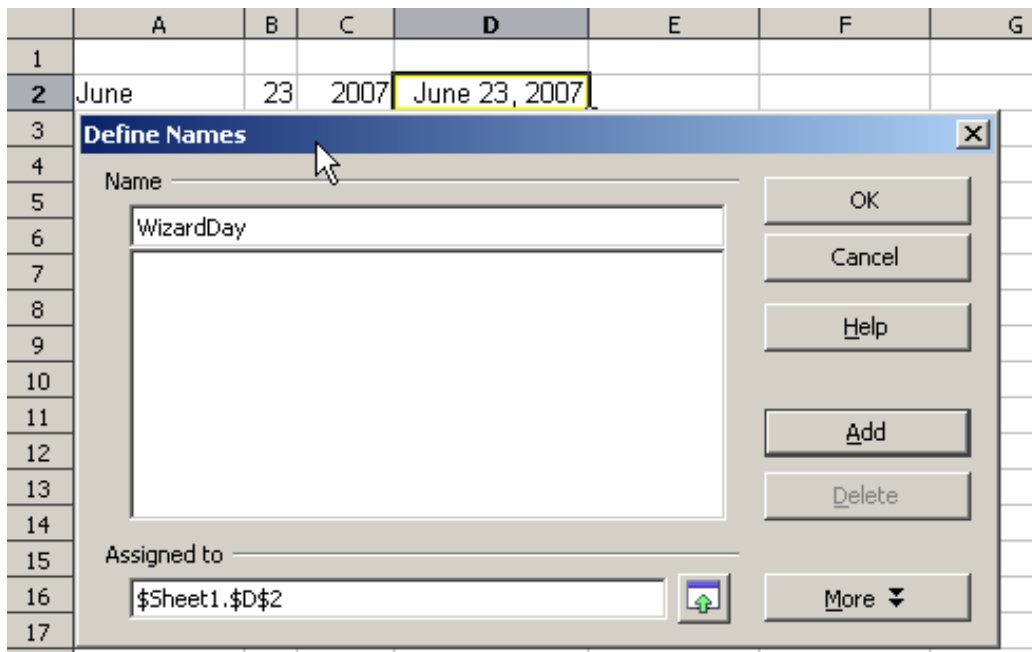 A B C D E F G
1
2 June 23 2007 June 23, 2007
3 Define Names
4
Name
5 OK
6 WizardDay
7 Cancel
8
9 Help
10
11
12 Add
13 Delete
14
15 Assigned to
16 $Sheet1.$D$2 More
17